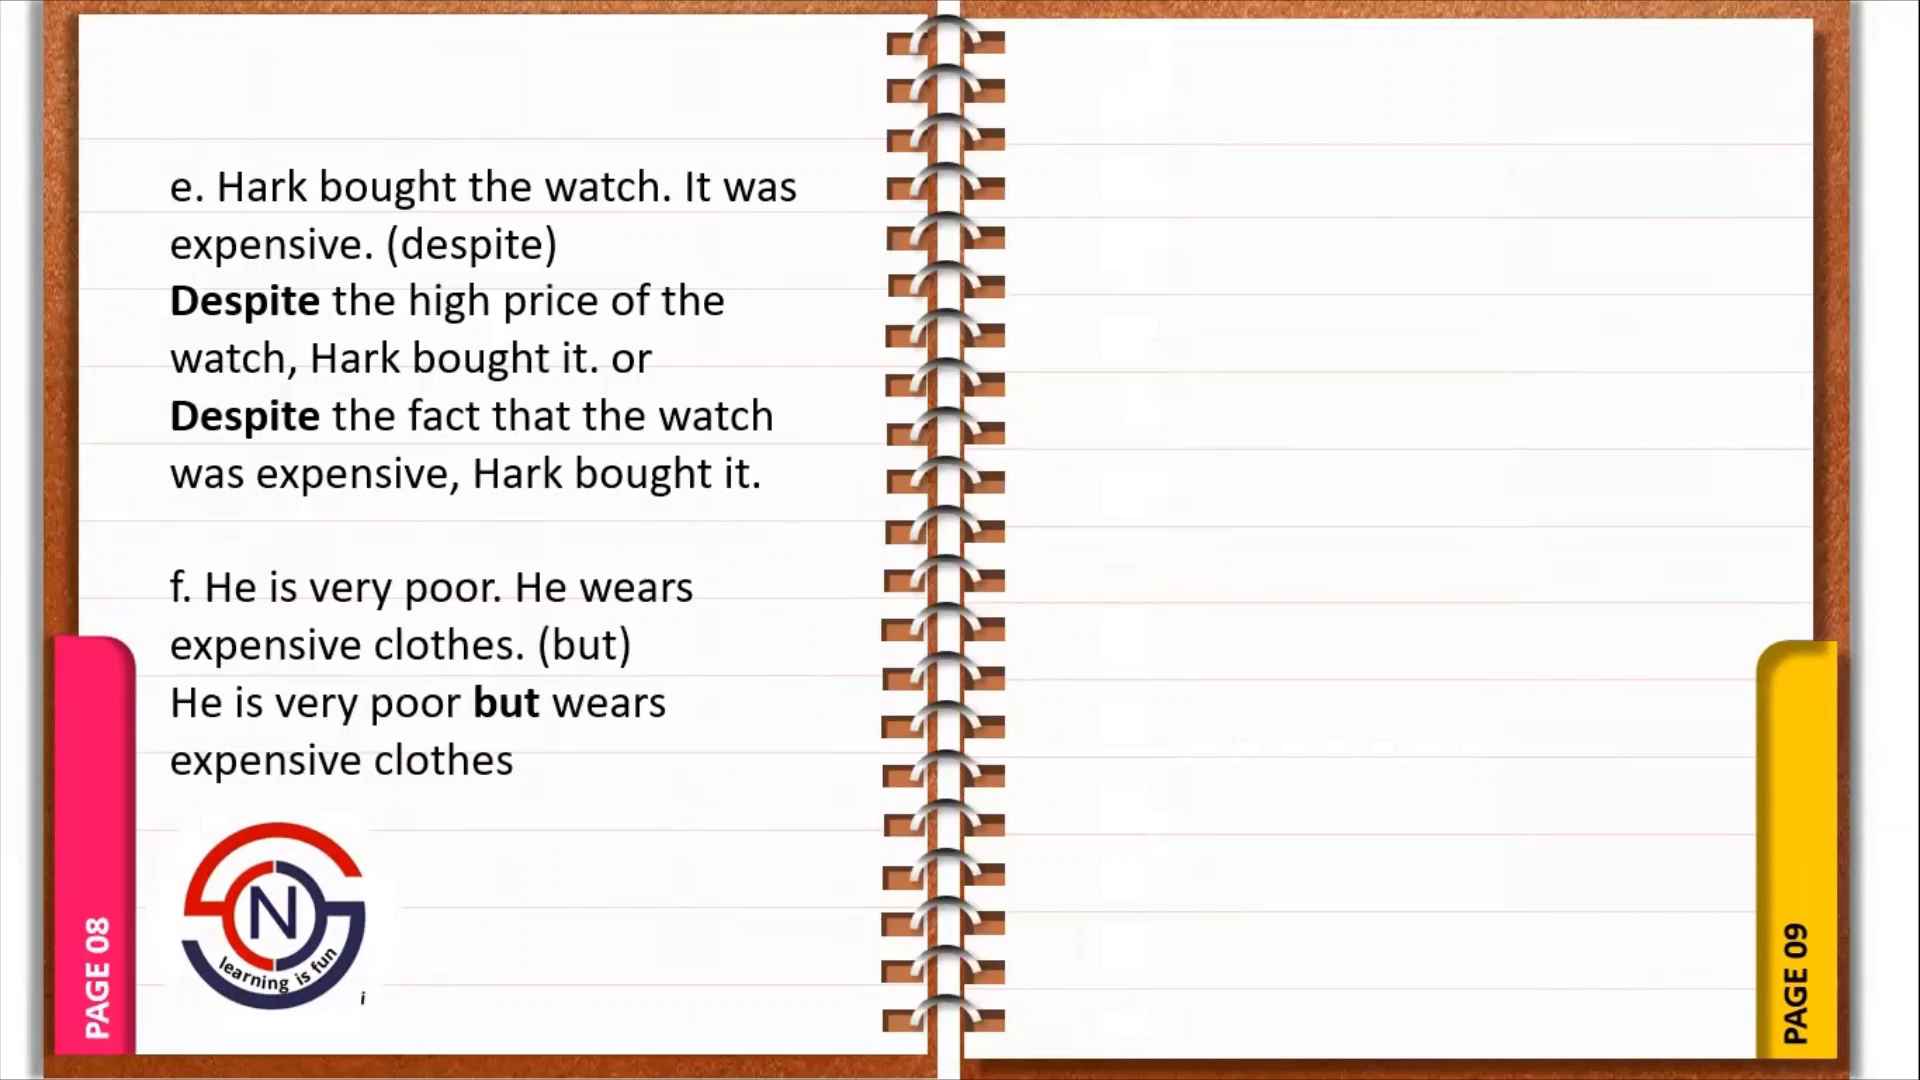 e. Hark bought the watch. It was
expensive. (despite)
Despite the high price of the
watch, Hark bought it. or
Despite the fact that the watch
was expensive, Hark bought it.
f. He is very poor. He wears
expensive clothes. (but)
He is very poor but wears
expensive clothes
N
learning is fun
i
PAGE 08
PAGE 09